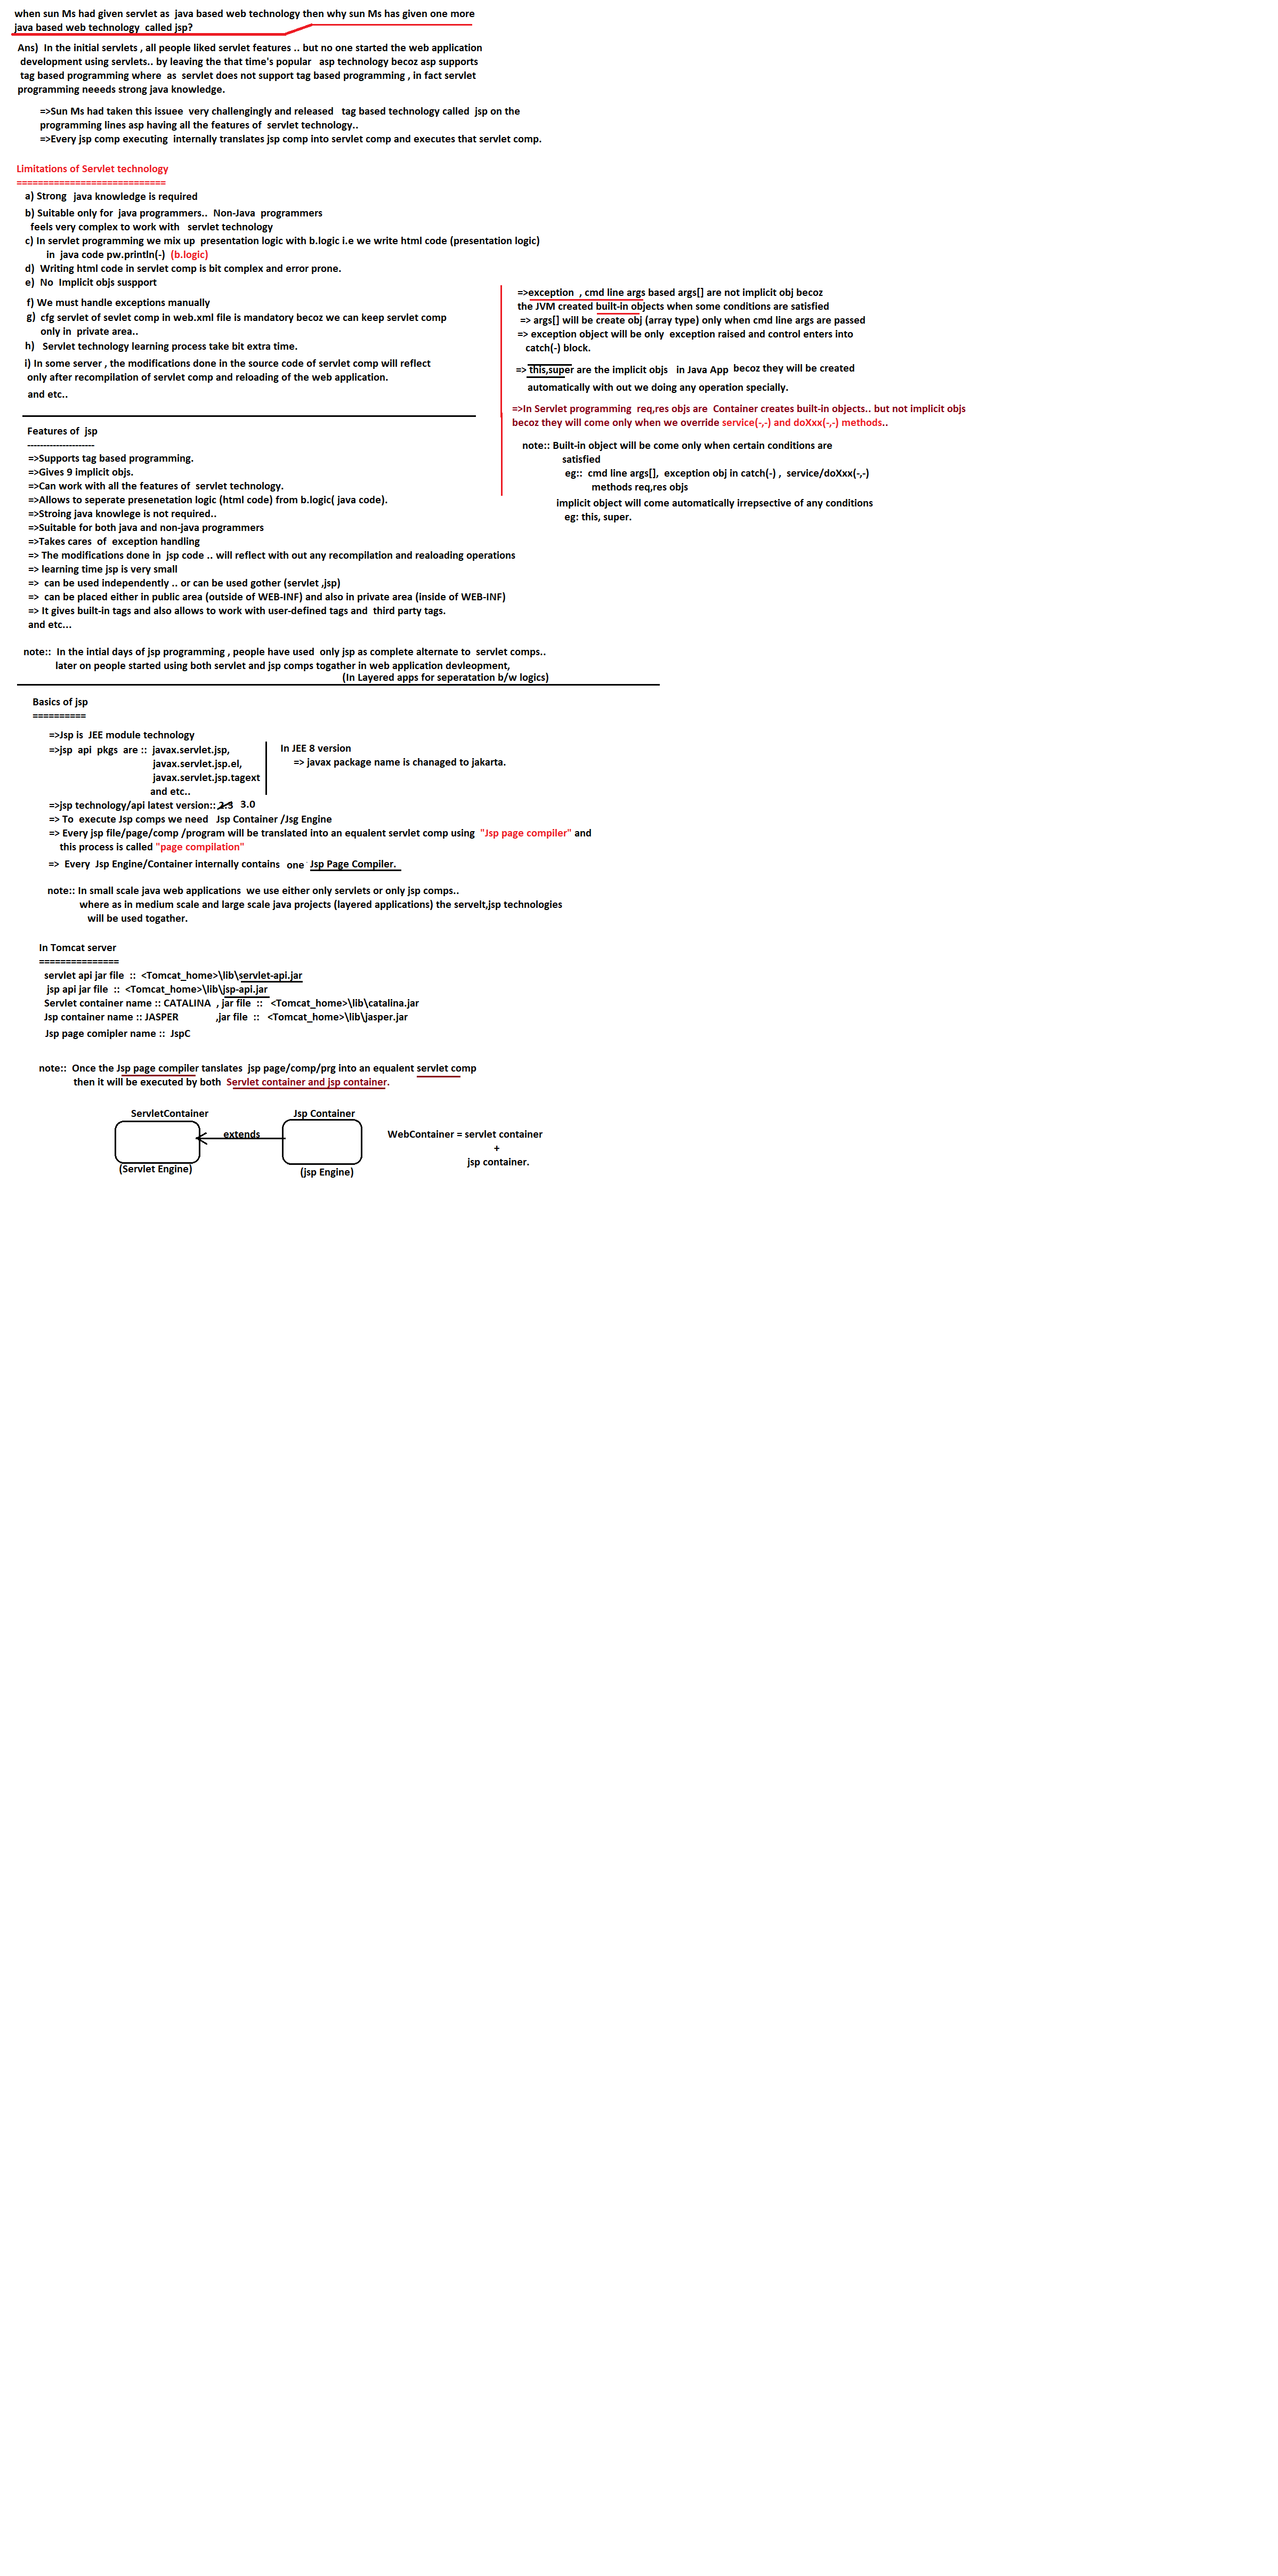 when sun Ms had given servlet as  java based web technology then why sun Ms has given one more
java based web technology  called jsp?
Ans)  In the initial servlets , all people liked servlet features .. but no one started the web application
development using servlets.. by leaving the that time's popular   asp technology becoz asp supports
tag based programming where  as  servlet does not support tag based programming , in fact servlet
programming neeeds strong java knowledge.
=>Sun Ms had taken this issuee  very challengingly and released   tag based technology called  jsp on the
programming lines asp having all the features of  servlet technology..
=>Every jsp comp executing  internally translates jsp comp into servlet comp and executes that servlet comp.
Limitations of Servlet technology
============================
a) Strong  java knowledge is required
b) Suitable only for  java programmers..  Non-Java  programmers
feels very complex to work with   servlet technology
c) In servlet programming we mix up  presentation logic with b.logic i.e we write html code (presentation logic)
in  java code pw.println(-)  (b.logic)
d)  Writing html code in servlet comp is bit complex and error prone.
e)  No  Implicit objs suspport
f) We must handle exceptions manually
g)  cfg servlet of sevlet comp in web.xml file is mandatory becoz we can keep servlet comp
only in  private area..
h)   Servlet technology learning process take bit extra time.
i) In some server , the modifications done in the source code of servlet comp will reflect
only after recompilation of servlet comp and reloading of the web application.
and etc..
=>exception  , cmd line args based args[] are not implicit obj becoz
the JVM created built-in objects when some conditions are satisfied
=> args[] will be create obj (array type) only when cmd line args are passed
=> exception object will be only  exception raised and control enters into
catch(-) block.
=> this,super are the implicit objs   in Java App  becoz they will be created
automatically with out we doing any operation specially.
=>In Servlet programming  req,res objs are  Container creates built-in objects.. but not implicit objs
becoz they will come only when we override service(-,-) and doXxx(-,-) methods..
note:: Built-in object will be come only when certain conditions are
satisfied
eg::  cmd line args[],  exception obj in catch(-) ,  service/doXxx(-,-)
methods req,res objs
implicit object will come automatically irrepsective of any conditions
eg: this, super.
Features of  jsp
---------------------
=>Supports tag based programming.
=>Gives 9 implicit objs.
=>Can work with all the features of  servlet technology.
=>Allows to seperate presenetation logic (html code) from b.logic( java code).
=>Stroing java knowlege is not required..
=>Suitable for both java and non-java programmers
=>Takes cares  of  exception handling
=> The modifications done in  jsp code .. will reflect with out any recompilation and realoading operations
=> learning time jsp is very small
=>  can be used independently .. or can be used gother (servlet ,jsp)
=>  can be placed either in public area (outside of WEB-INF) and also in private area (inside of WEB-INF)
=> It gives built-in tags and also allows to work with user-defined tags and  third party tags.
and etc...
note::  In the intial days of jsp programming , people have used  only jsp as complete alternate to  servlet comps..
later on people started using both servlet and jsp comps togather in web application devleopment,
(In Layered apps for seperatation b/w logics)
Basics of jsp
==========
=>Jsp is  JEE module technology
=>jsp  api  pkgs  are ::  javax.servlet.jsp,
javax.servlet.jsp.el,
javax.servlet.jsp.tagext
and etc..
In JEE 8 version
=> javax package name is chanaged to jakarta.
=>jsp technology/api latest version:: 2.3  3.0
=> To  execute Jsp comps we need   Jsp Container /Jsg Engine
=> Every jsp file/page/comp /program will be translated into an equalent servlet comp using  "Jsp page compiler" and
this process is called "page compilation"
=>  Every  Jsp Engine/Container internally contains  one  Jsp Page Compiler.
note:: In small scale java web applications  we use either only servlets or only jsp comps..
where as in medium scale and large scale java projects (layered applications) the servelt,jsp technologies
will be used togather.
In Tomcat server
===============
servlet api jar file  ::  <Tomcat_home>\lib\servlet-api.jar
jsp api jar file  ::  <Tomcat_home>\lib\jsp-api.jar
Servlet container name :: CATALINA  , jar file  ::   <Tomcat_home>\lib\catalina.jar
Jsp container name :: JASPER   ,jar file  ::   <Tomcat_home>\lib\jasper.jar
Jsp page comipler name ::  JspC
note::  Once the Jsp page compiler tanslates  jsp page/comp/prg into an equalent servlet comp
then it will be executed by both  Servlet container and jsp container.
ServletContainer
(Servlet Engine)
extends
Jsp Container
(jsp Engine)
WebContainer = servlet container
+
jsp container.